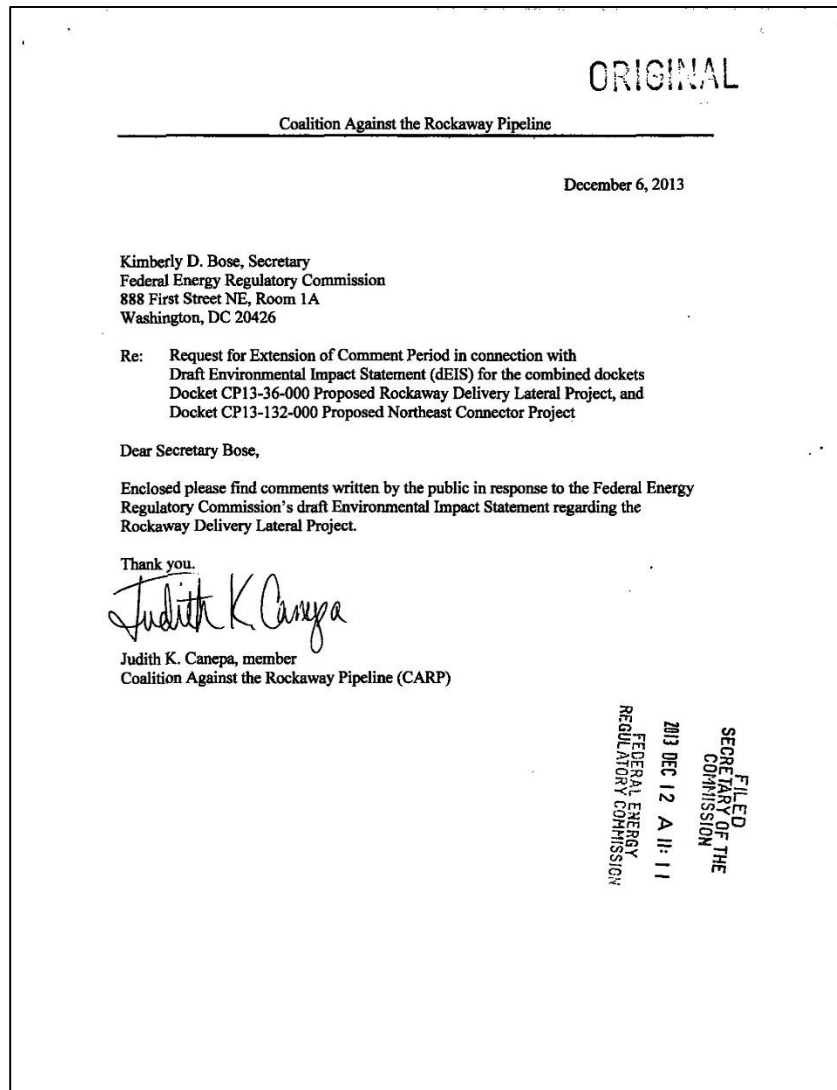 ORIGINAL
Coalition Against the Rockaway Pipeline
December 6, 2013
Kimberly D. Bose, Secretary
Federal Energy Regulatory Commission
888 First Street NE, Room 1A
Washington, DC 20426
Re: Request for Extension of Comment Period in connection with
Draft Environmental Impact Statement (dEIS) for the combined dockets
Docket CP13-36-000 Proposed Rockaway Delivery Lateral Project, and
Docket CP13-132-000 Proposed Northeast Connector Project
Dear Secretary Bose,
Enclosed please find comments written by the public in response to the Federal Energy
Regulatory Commission's draft Environmental Impact Statement regarding the
Rockaway Delivery Lateral Project.
Thank you.
Judith K Canepa
Judith K. Canepa, member
Coalition Against the Rockaway Pipeline (CARP)
FILED
SECRETARY OF THE
COMMISSION
2013 DEC 12 A 11: 11
FEDERAL ENERGY
REGULATORY COMMISSION